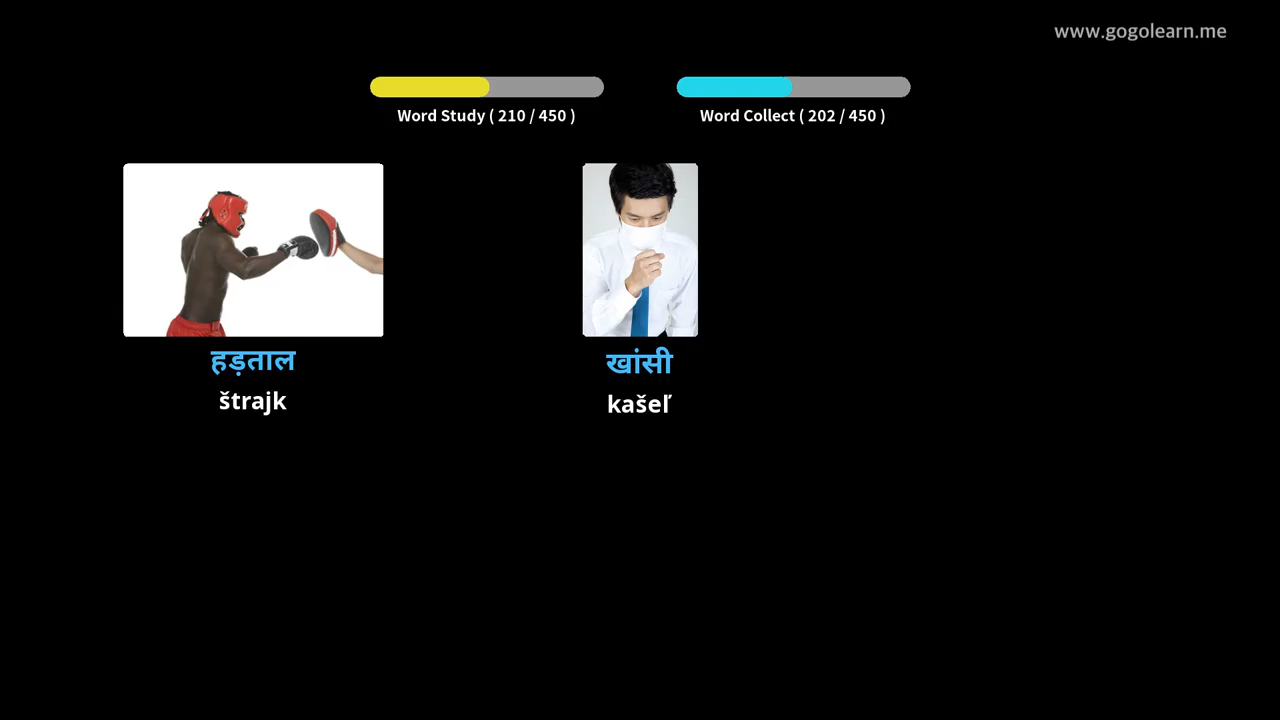 www.gogolearn.me
Word Study ( 210 / 450 )
Word Collect ( 202 / 450 )
हड़ताल
štrajk
खांसी
kašeľ